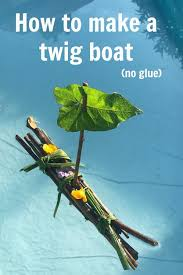 How to make a
twig boat
(no glue)